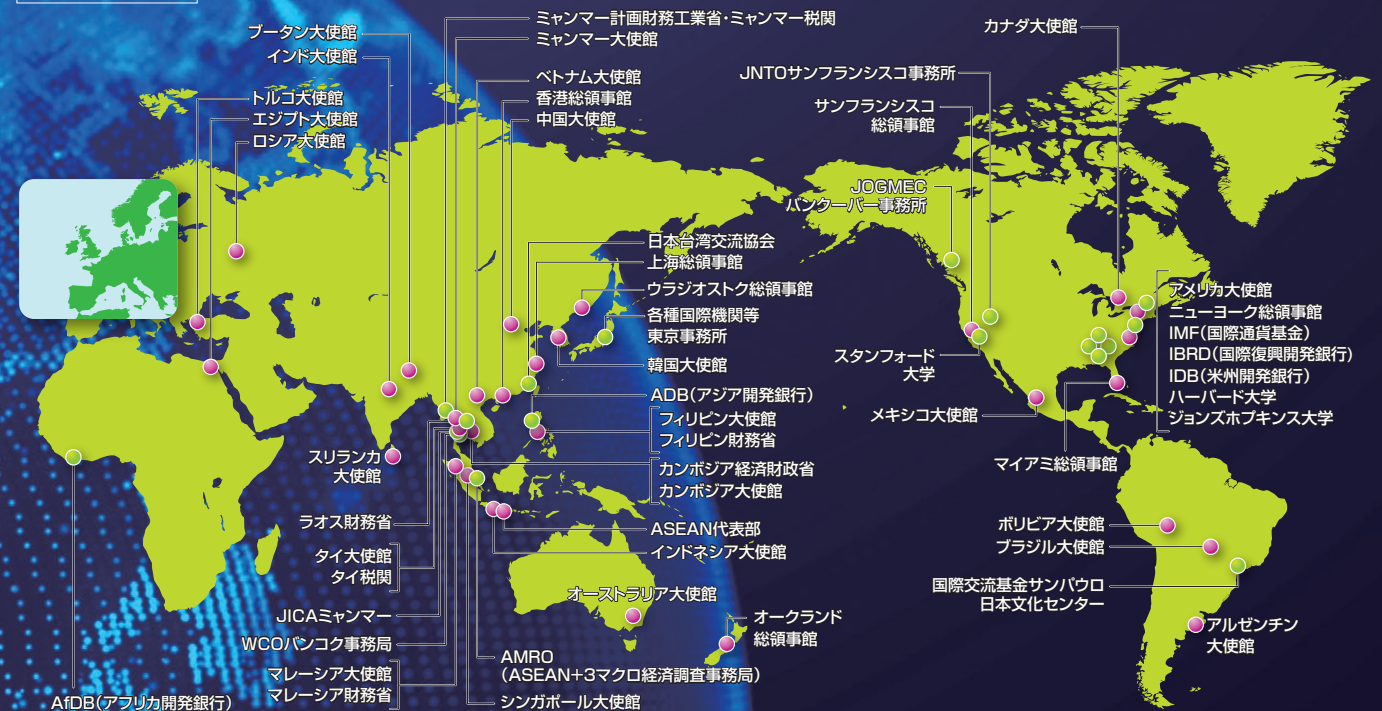 ブータン大使館
インド大使館
トルコ大使館
エジプト大使館
ロシア大使館
ミャンマー計画財務工業省・ミャンマー税関
ミャンマー大使館
ベトナム大使館
香港総領事館
中国大使館
日本台湾交流協会
上海総領事館
ウラジオストク総領事館
各種国際機関等
東京事務所
韓国大使館
ADB(アジア開発銀行)
フィリピン大使館
フィリピン財務省
カンボジア経済財政省
カンボジア大使館
ASEAN代表部
インドネシア大使館
スリランカ
大使館
ラオス財務省
タイ大使館
タイ税関
JICAミャンマー
WCOバンコク事務局
マレーシア大使館
マレーシア財務省
AfDB(アフリカ開発銀行)
AMRO
(ASEAN+3マクロ経済調査事務局)
シンガポール大使館
オーストラリア大使館
オークランド
総領事館
カナダ大使館
JNTOサンフランシスコ事務所
サンフランシスコ
総領事館
JOGMEC
バンクーバー事務所
スタンフォード
大学
メキシコ大使館
マイアミ総領事館
アメリカ大使館
ニューヨーク総領事館
IMF(国際通貨基金)
IBRD(国際復興開発銀行)
IDB(米州開発銀行)
ハーバード大学
ジョンズホプキンス大学
ボリビア大使館
ブラジル大使館
国際交流基金サンパウロ
日本文化センター
アルゼンチン
大使館